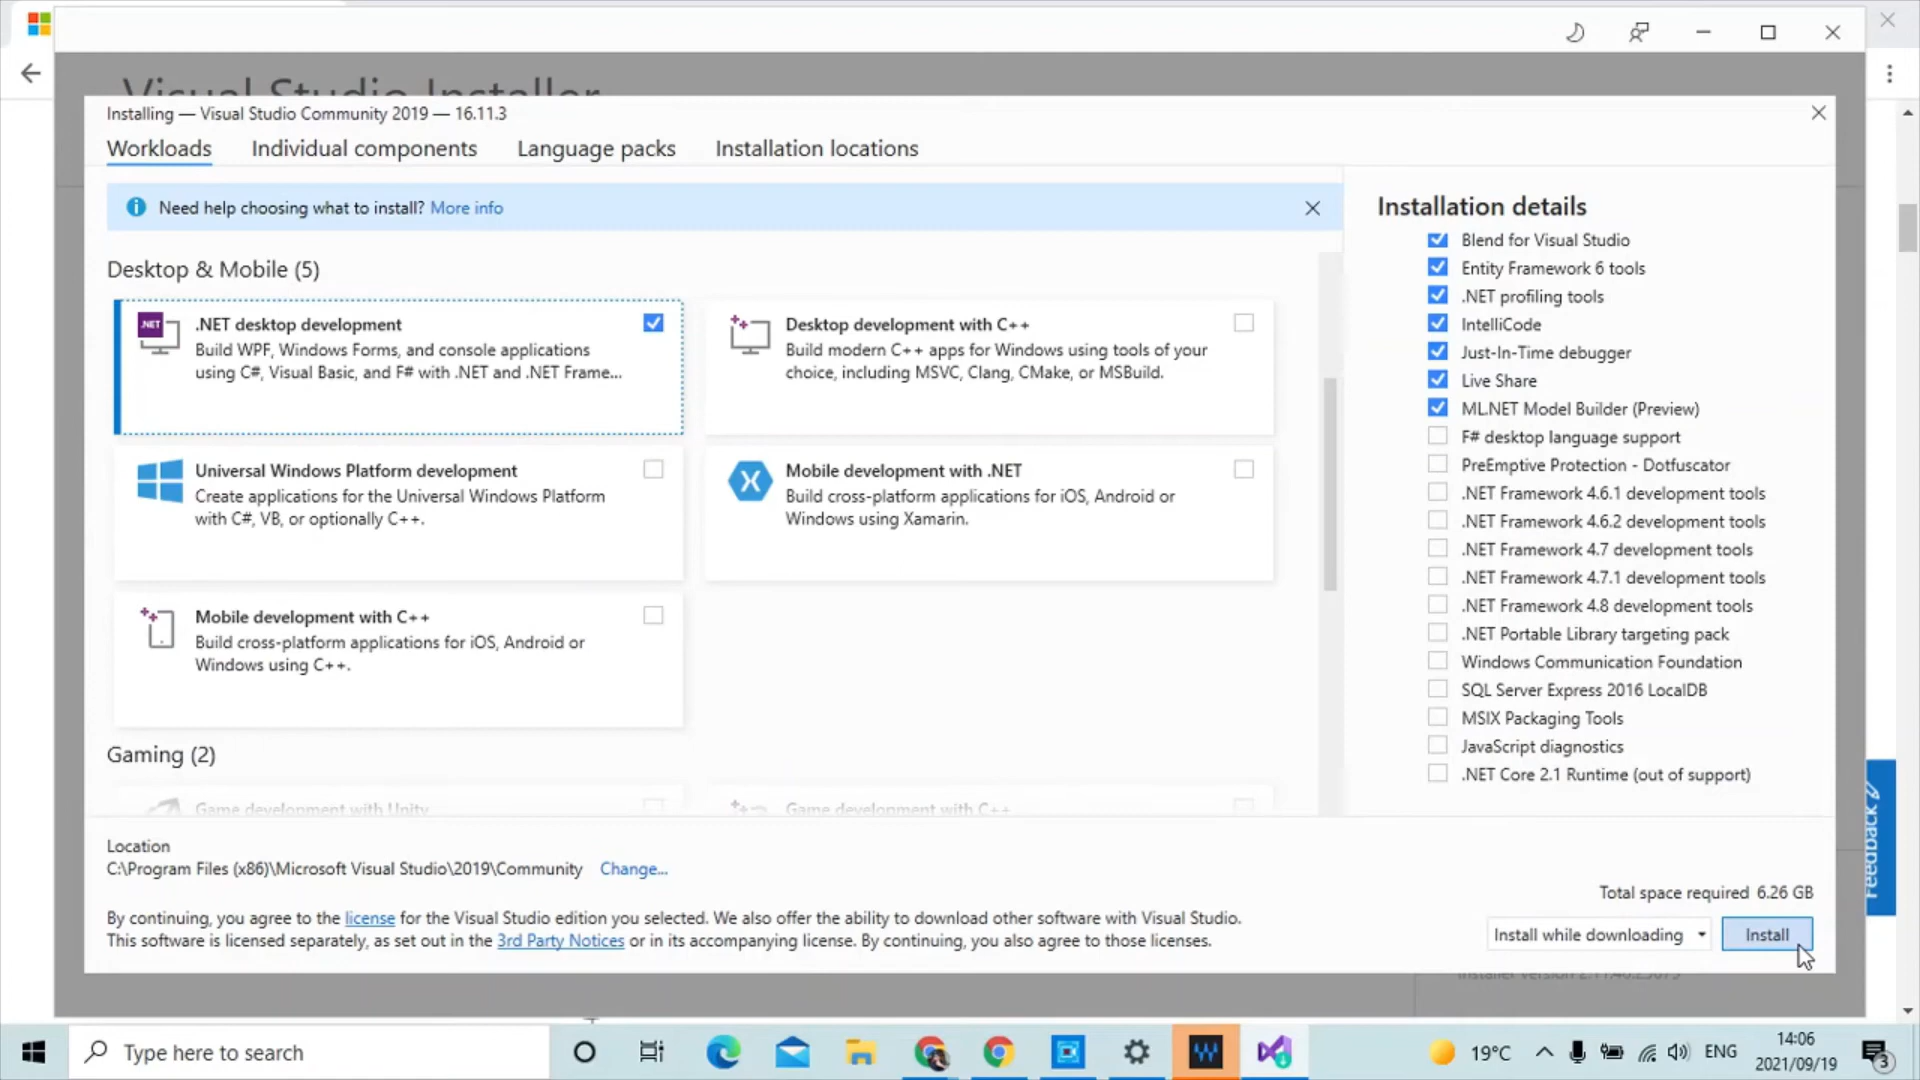 Visual Studio Installer
Installing — Visual Studio Community 2019 — 16.11.3
Workloads
Individual components
Language packs
Installation locations
Need help choosing what to install? More info
Desktop & Mobile (5)
.NET
.NET desktop development
Build WPF, Windows Forms, and console applications
using C#, Visual Basic, and F# with .NET and .NET Frame...
Desktop development with C++
Build modern C++ apps for Windows using tools of your
choice, including MSVC, Clang, CMake, or MSBuild.
Universal Windows Platform development
Create applications for the Universal Windows Platform
with C#, VB, or optionally C++.
Mobile development with .NET
Build cross-platform applications for iOS, Android or
Windows using Xamarin.
Mobile development with C++
Build cross-platform applications for iOS, Android or
Windows using C++.
Gaming (2)
Game development with Unity
Game development with C++
Installation details
Blend for Visual Studio
Entity Framework 6 tools
.NET profiling tools
IntelliCode
Just-In-Time debugger
Live Share
ML.NET Model Builder (Preview)
F# desktop language support
PreEmptive Protection - Dotfuscator
.NET Framework 4.6.1 development tools
.NET Framework 4.6.2 development tools
.NET Framework 4.7 development tools
.NET Framework 4.7.1 development tools
.NET Framework 4.8 development tools
.NET Portable Library targeting pack
Windows Communication Foundation
SQL Server Express 2016 LocalDB
MSIX Packaging Tools
JavaScript diagnostics
.NET Core 2.1 Runtime (out of support)
Location
C:\Program Files (x86)\Microsoft Visual Studio\2019\Community Change...
By continuing, you agree to the license for the Visual Studio edition you selected. We also offer the ability to download other software with Visual Studio.
This software is licensed separately, as set out in the 3rd Party Notices or in its accompanying license. By continuing, you also agree to those licenses.
Total space required 6.26 GB
Install while downloading
Install
Feedback
Type here to search
19°C
ENG
14:06
2021/09/19
3